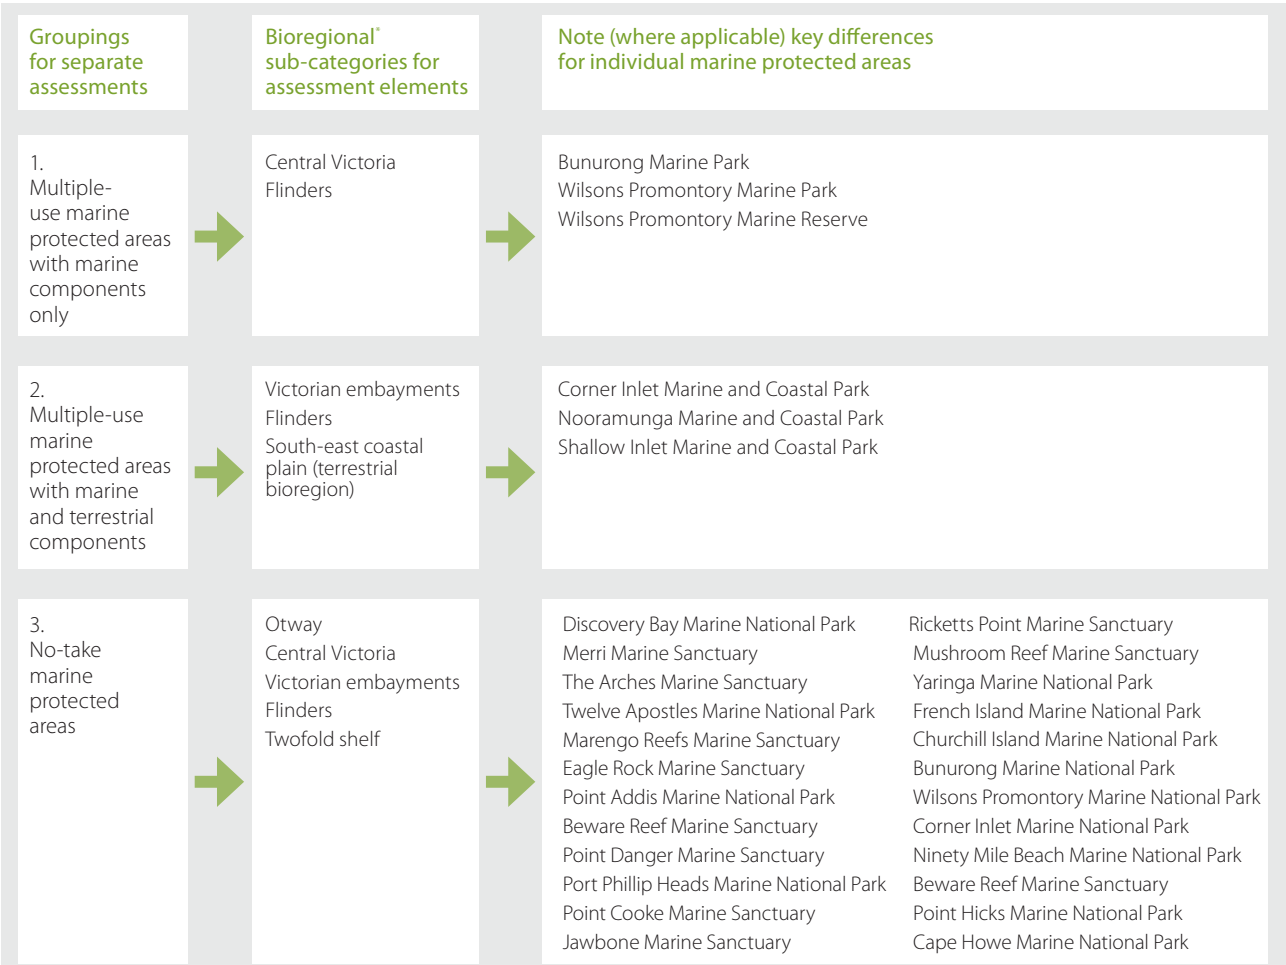 Groupings
for separate
assessments
Bioregional*
sub-categories for
assessment elements
Note (where applicable) key differences
for individual marine protected areas
1.
Multiple-
use marine
protected areas
with marine
components
only
Central Victoria
Flinders
Bunurong Marine Park
Wilsons Promontory Marine Park
Wilsons Promontory Marine Reserve
2.
Multiple-use
marine
protected areas
with marine
and terrestrial
components
Victorian embayments
Flinders
South-east coastal
plain (terrestrial
bioregion)
Corner Inlet Marine and Coastal Park
Nooramunga Marine and Coastal Park
Shallow Inlet Marine and Coastal Park
3.
No-take
marine
protected
areas
Otway
Central Victoria
Victorian embayments
Flinders
Twofold shelf
Discovery Bay Marine National Park
Merri Marine Sanctuary
The Arches Marine Sanctuary
Twelve Apostles Marine National Park
Marengo Reefs Marine Sanctuary
Eagle Rock Marine Sanctuary
Point Addis Marine National Park
Beware Reef Marine Sanctuary
Point Danger Marine Sanctuary
Port Phillip Heads Marine National Park
Point Cooke Marine Sanctuary
Jawbone Marine Sanctuary
Ricketts Point Marine Sanctuary
Mushroom Reef Marine Sanctuary
Yaringa Marine National Park
French Island Marine National Park
Churchill Island Marine National Park
Bunurong Marine National Park
Wilsons Promontory Marine National Park
Corner Inlet Marine National Park
Ninety Mile Beach Marine National Park
Beware Reef Marine Sanctuary
Point Hicks Marine National Park
Cape Howe Marine National Park